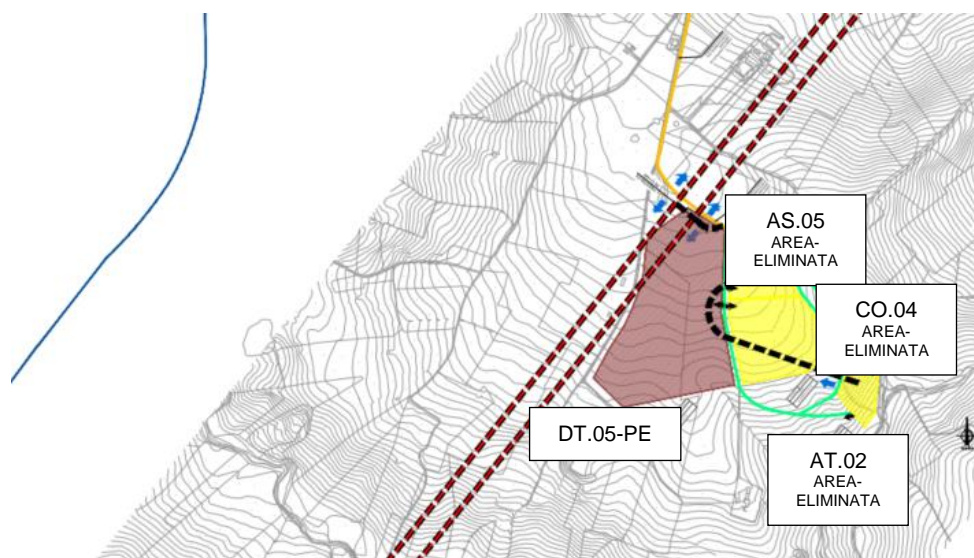 AS.05
AREA-
ELIMINATA
CO.04
AREA-
ELIMINATA
DT.05-PE
AT.02
AREA-
ELIMINATA